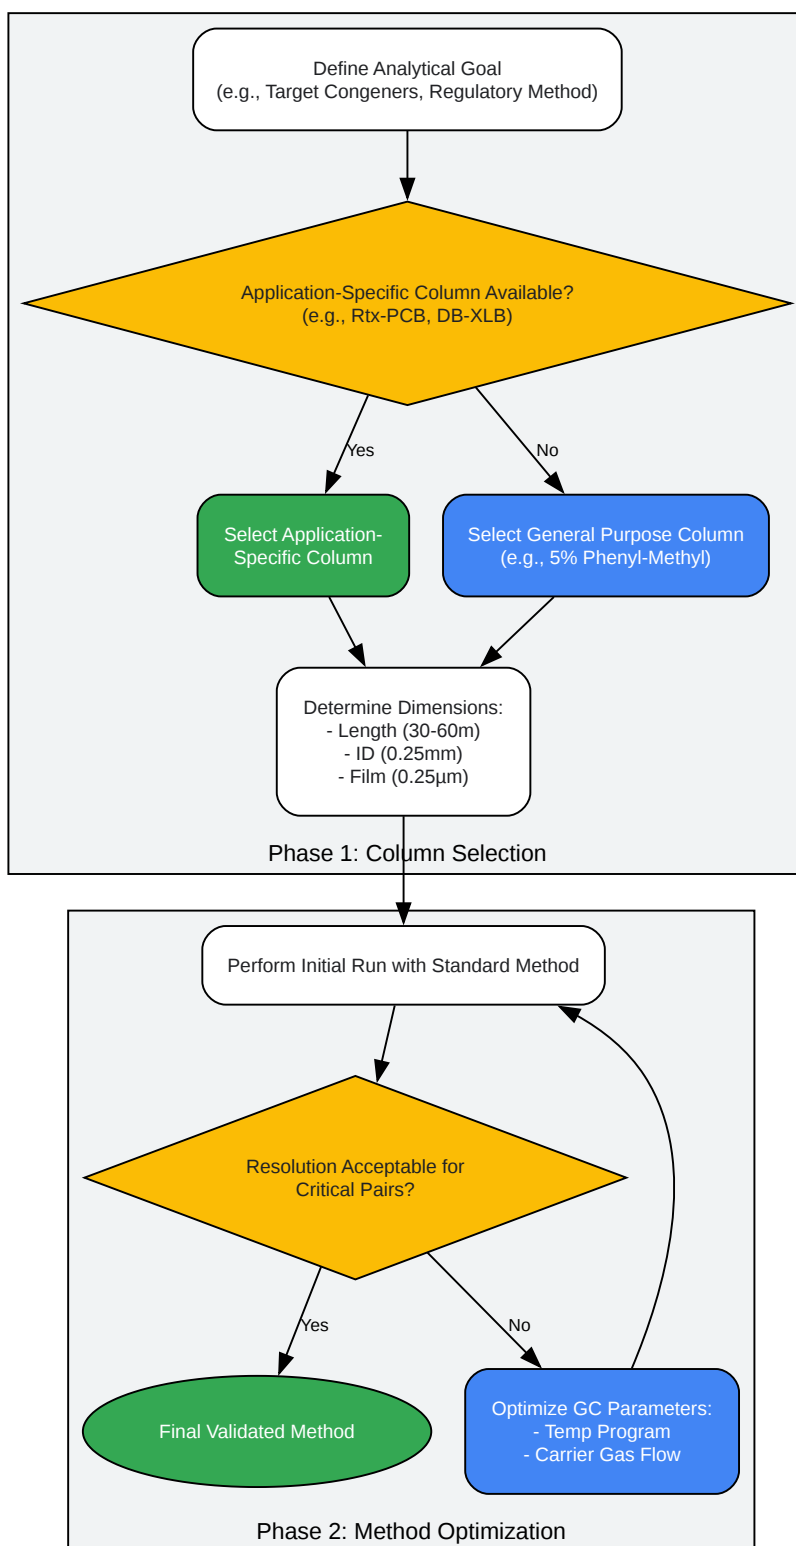 Define Analytical Goal
(e.g., Target Congeners, Regulatory Method)
Application-Specific Column Available?
(e.g., Rtx-PCB, DB-XLB)
Yes
No
Select Application-
Specific Column
Select General Purpose Column
(e.g., 5% Phenyl-Methyl)
Determine Dimensions:
- Length (30-60m)
- ID (0.25mm)
- Film (0.25µm)
Phase 1: Column Selection
Perform Initial Run with Standard Method
Resolution Acceptable for
Critical Pairs?
Yes
No
Final Validated Method
Optimize GC Parameters:
- Temp Program
- Carrier Gas Flow
Phase 2: Method Optimization